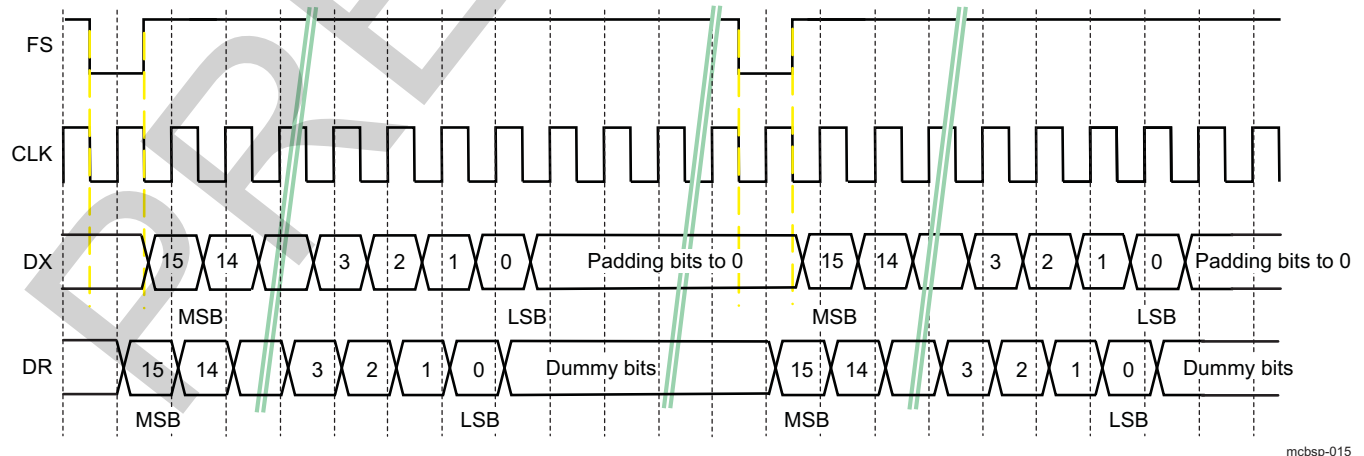 FS
CLK
DX 15 14 3 2 1 0 Padding bits to 0 15 14 3 2 1 0 Padding bits to 0
MSB LSB MSB LSB
DR 15 14 3 2 1 0 Dummy bits 15 14 3 2 1 0 Dummy bits
MSB LSB MSB LSB
mcbsp-015
PRE